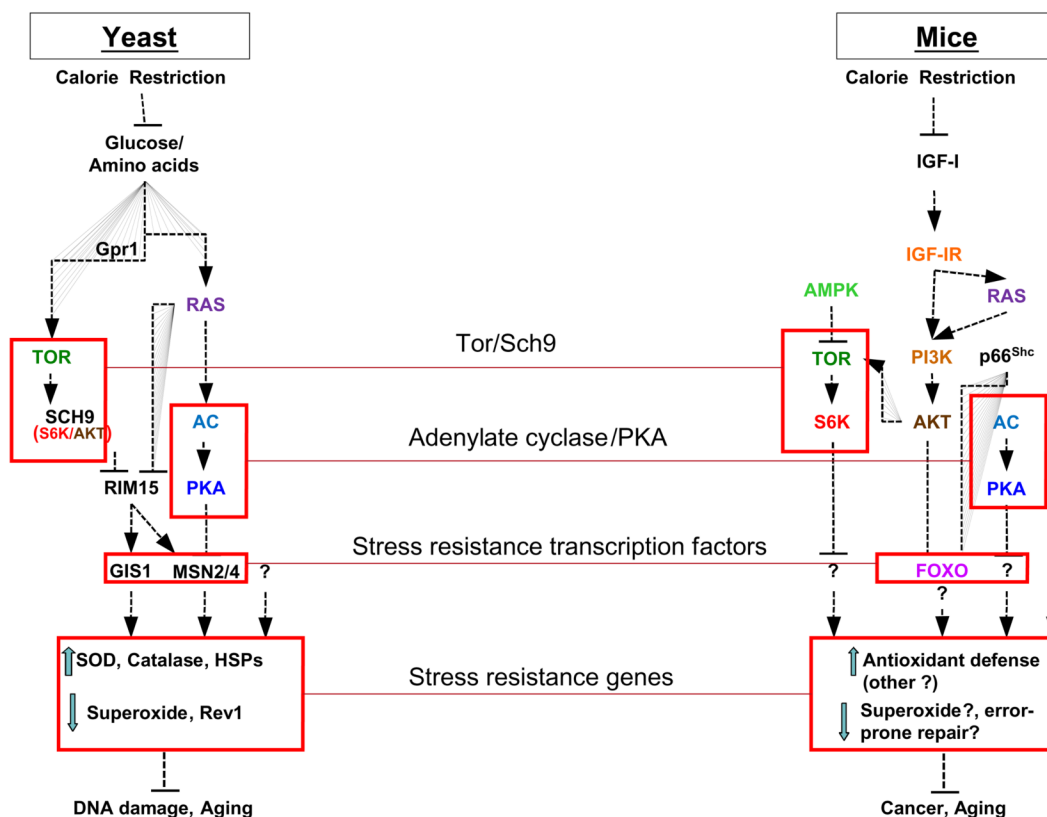 Yeast
Calorie Restriction
Glucose/
Amino acids
Gpr1
RAS
TOR
SCH9
(S6K/AKT)
AC
RIM15
PKA
GIS1
MSN2/4
?
SOD, Catalase, HSPs
Superoxide, Rev1
DNA damage, Aging
Tor/Sch9
Adenylate cyclase/PKA
Stress resistance transcription factors
Stress resistance genes
Mice
Calorie Restriction
IGF-I
IGF-IR
AMPK
RAS
TOR
PI3K
p66Shc
S6K
AKT
AC
PKA
?
FOXO
?
?
Antioxidant defense
(other ?)
Superoxide?, error-
prone repair?
Cancer, Aging